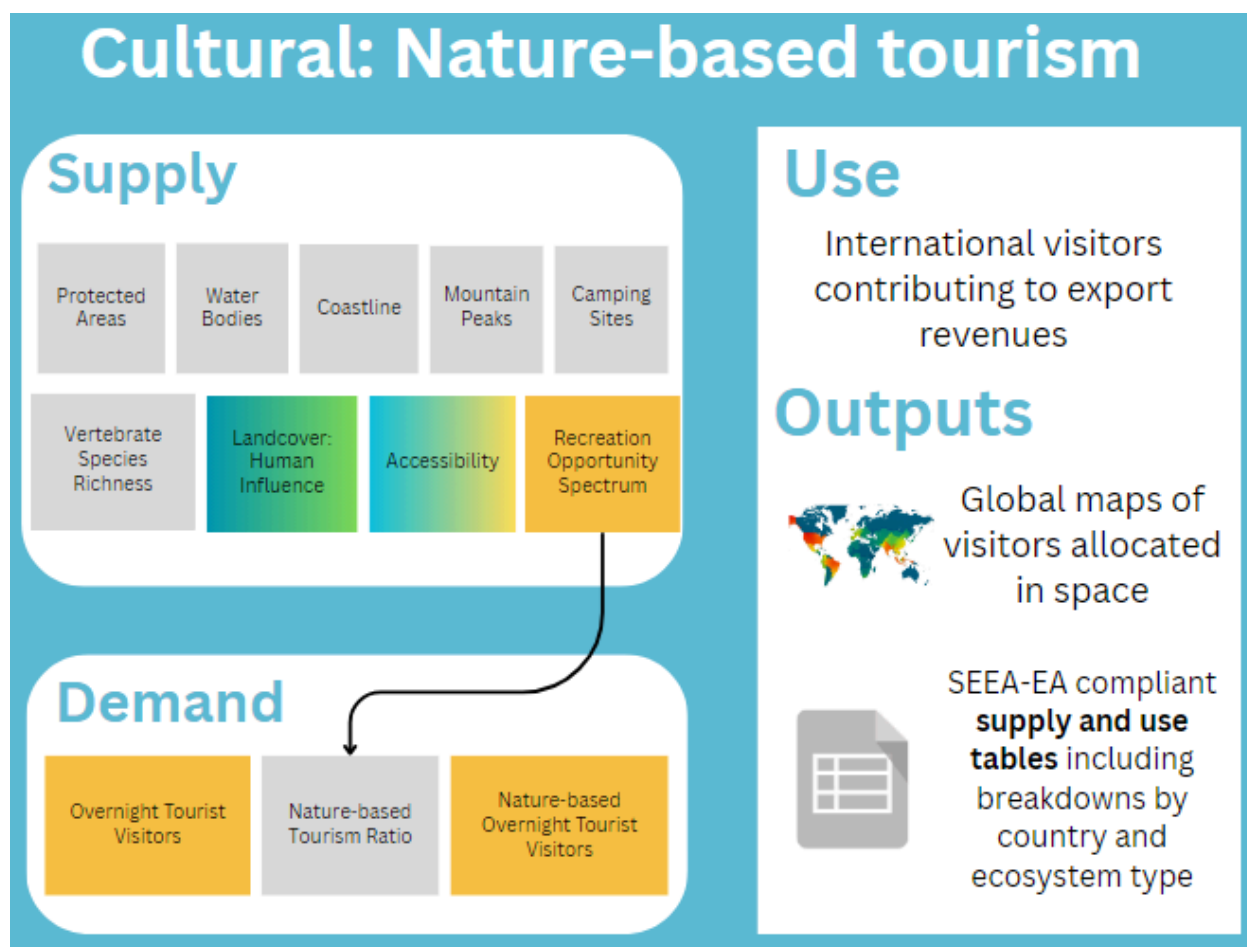 Cultural: Nature-based tourism
Supply
Protected
Areas
Water
Bodies
Coastline
Mountain
Peaks
Camping
Sites
Vertebrate
Species
Richness
Landcover:
Human
Influence
Accessibility
Recreation
Opportunity
Spectrum
Demand
Overnight Tourist
Visitors
Nature-based
Tourism Ratio
Nature-based
Overnight Tourist
Visitors
Use
International visitors
contributing to export
revenues
Outputs
Global maps of
visitors allocated
in space
SEEA-EA compliant
supply and use
tables including
breakdowns by
country and
ecosystem type